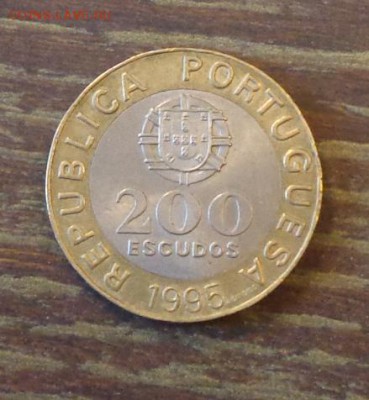 REPUBLICA PORTUGUESA
200
ESCUDOS
1995